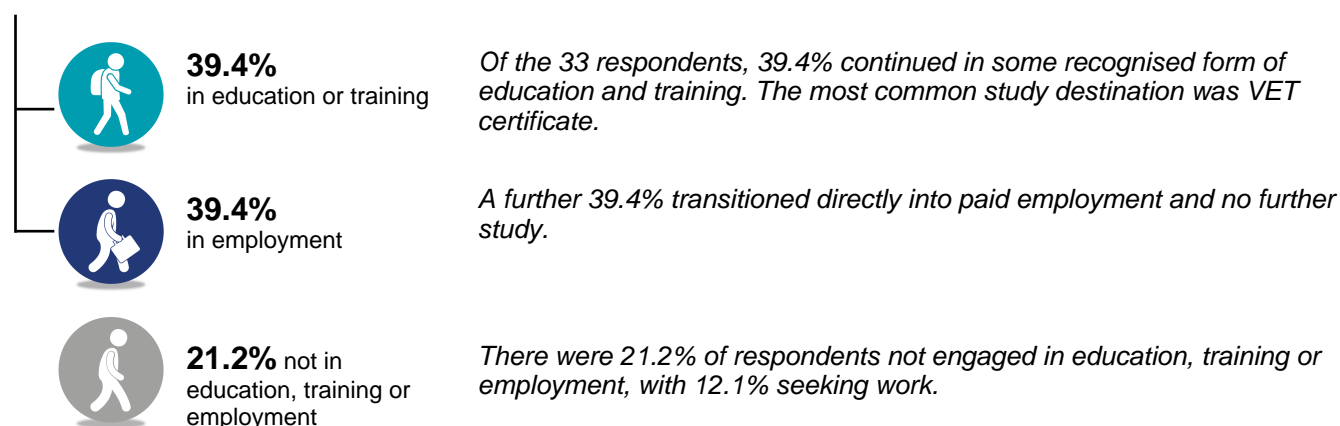 39.4%
in education or training
Of the 33 respondents, 39.4% continued in some recognised form of
education and training. The most common study destination was VET
certificate.
39.4%
in employment
A further 39.4% transitioned directly into paid employment and no further
study.
21.2% not in
education, training or
employment
There were 21.2% of respondents not engaged in education, training or
employment, with 12.1% seeking work.